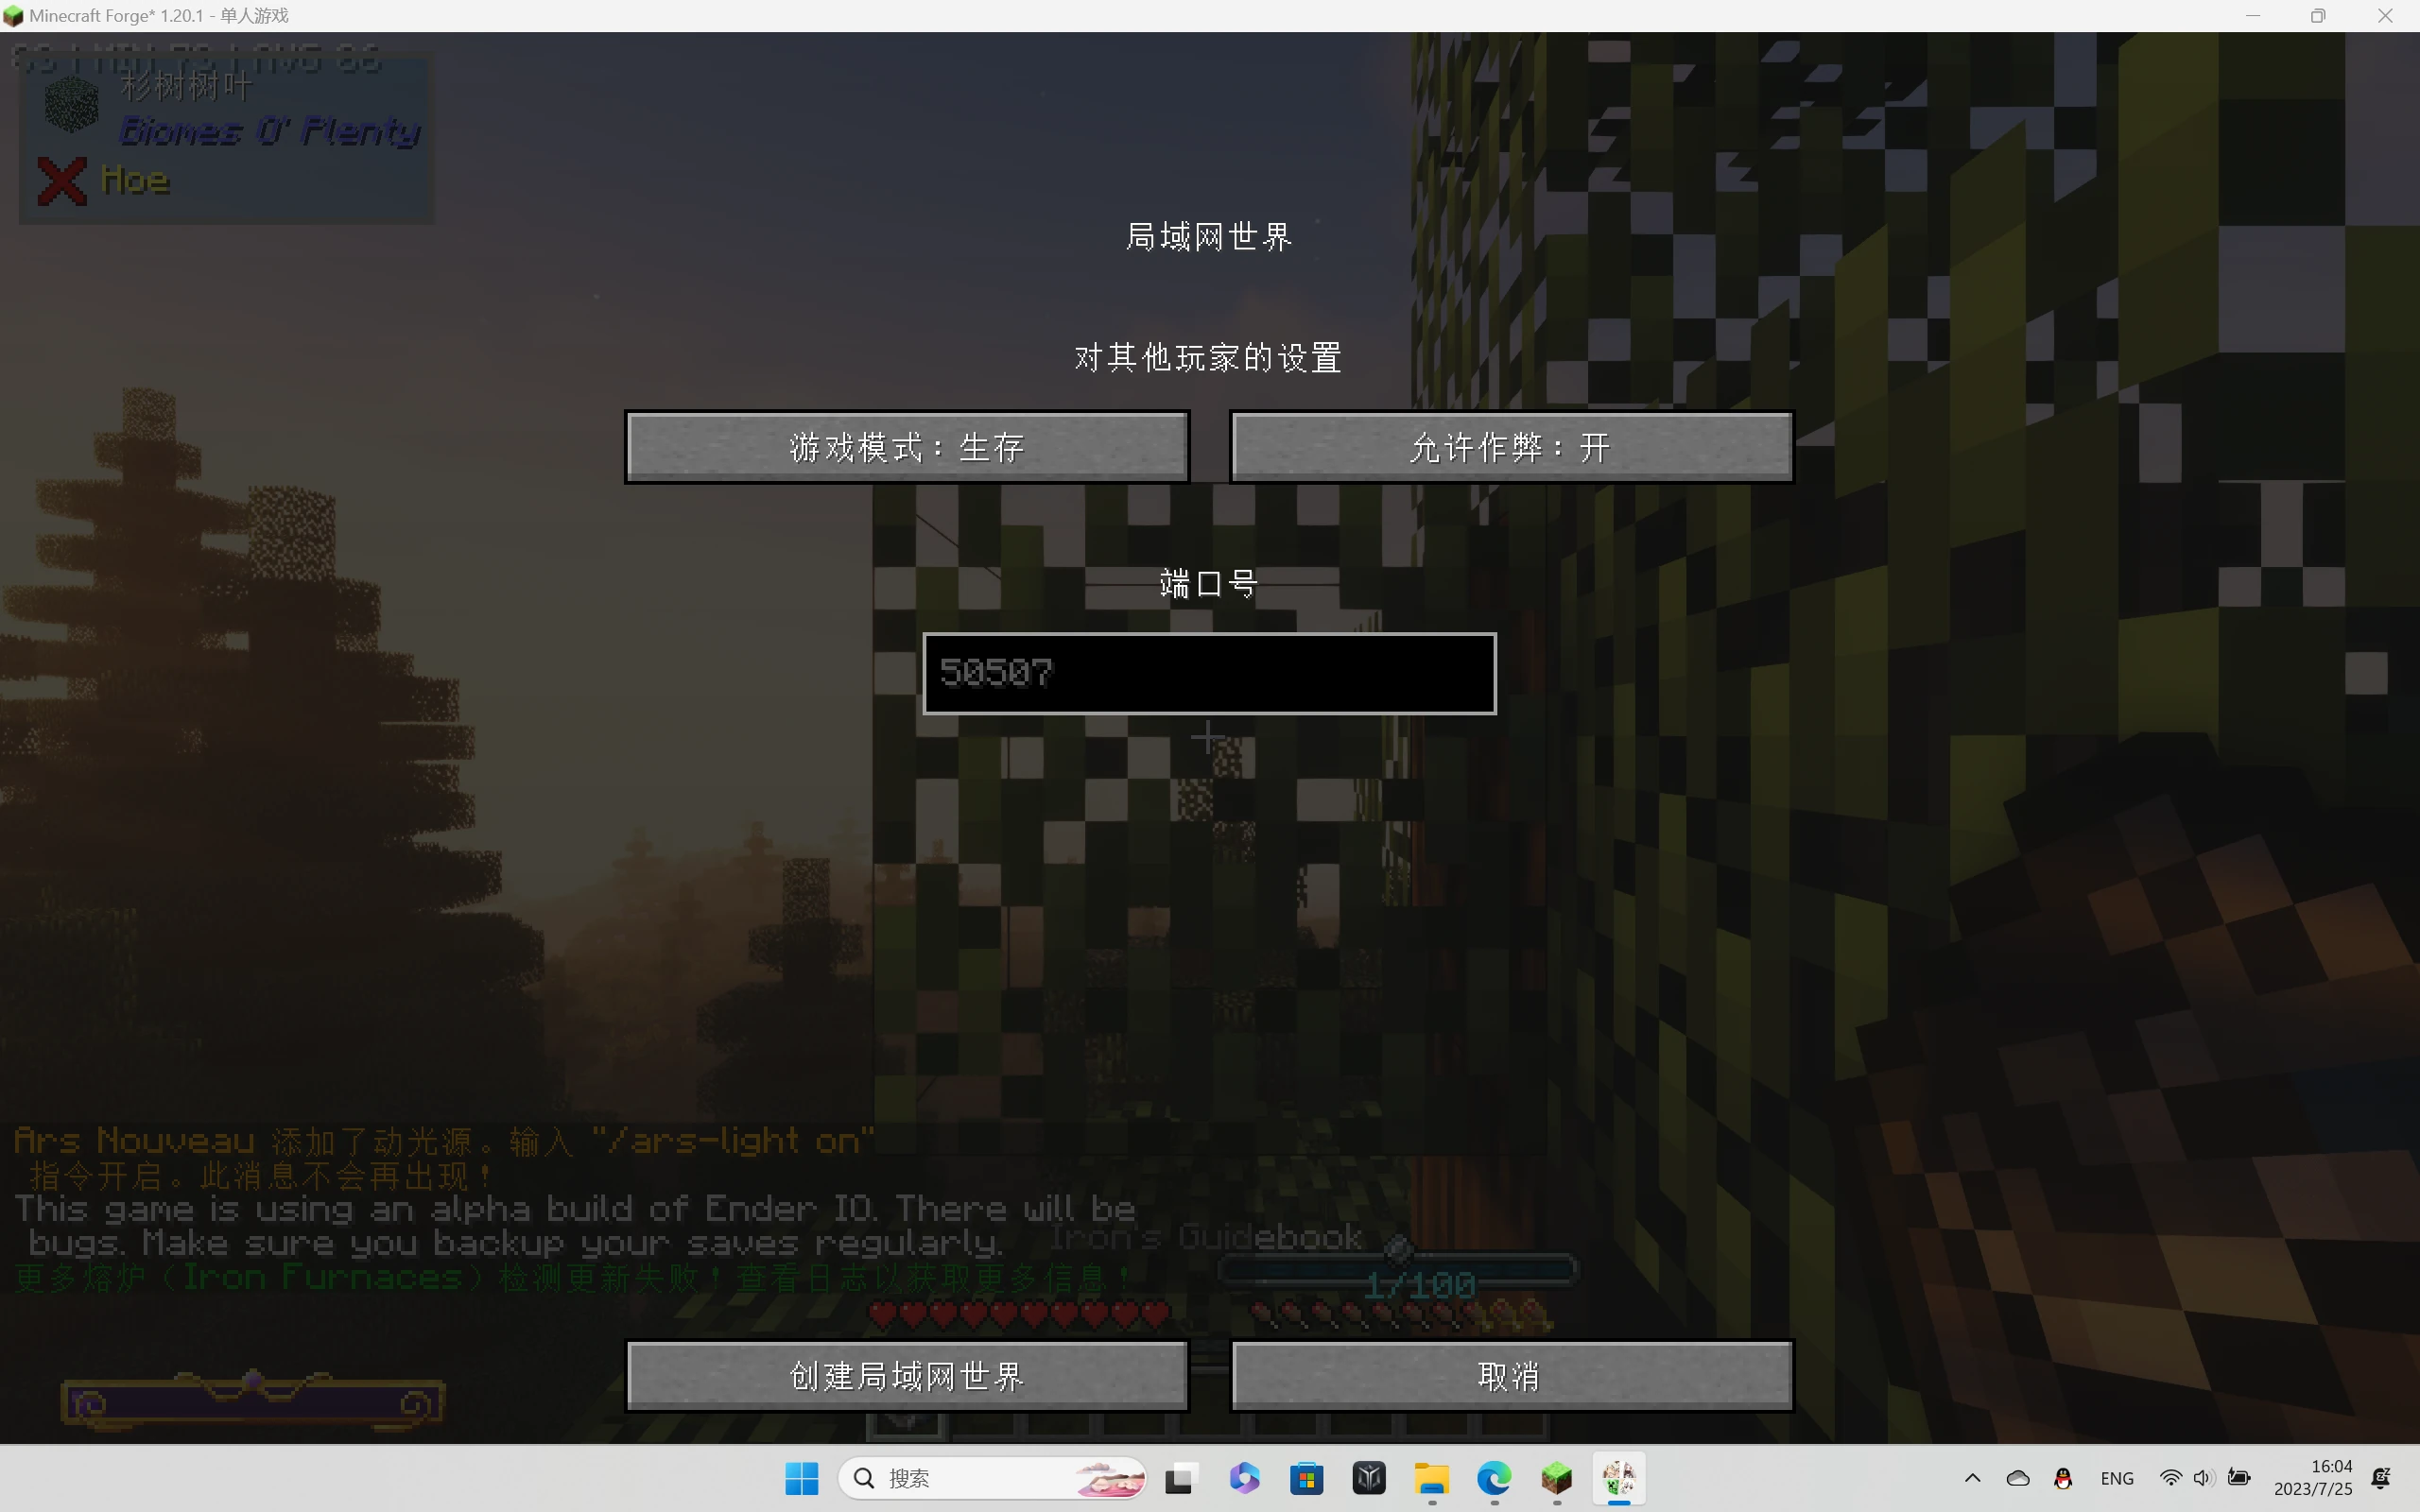 Minecraft Forge* 1.20.1 - 单人游戏
杉树树叶
Biomes O' Plenty
Hoe
局域网世界
对其他玩家的设置
游戏模式：生存
允许作弊：开
端口号
50507
Ars Nouveau 添加了动光源。输入 "/ars-light on"
指令开启。此消息不会再出现！
This game is using an alpha build of Ender IO. There will be
bugs. Make sure you backup your saves regularly.
Iron's Guidebook
更多熔炉（Iron Furnaces）检测更新失败！查看日志以获取更多信息！
1/100
创建局域网世界
取消
搜索
ENG
16:04
2023/7/25